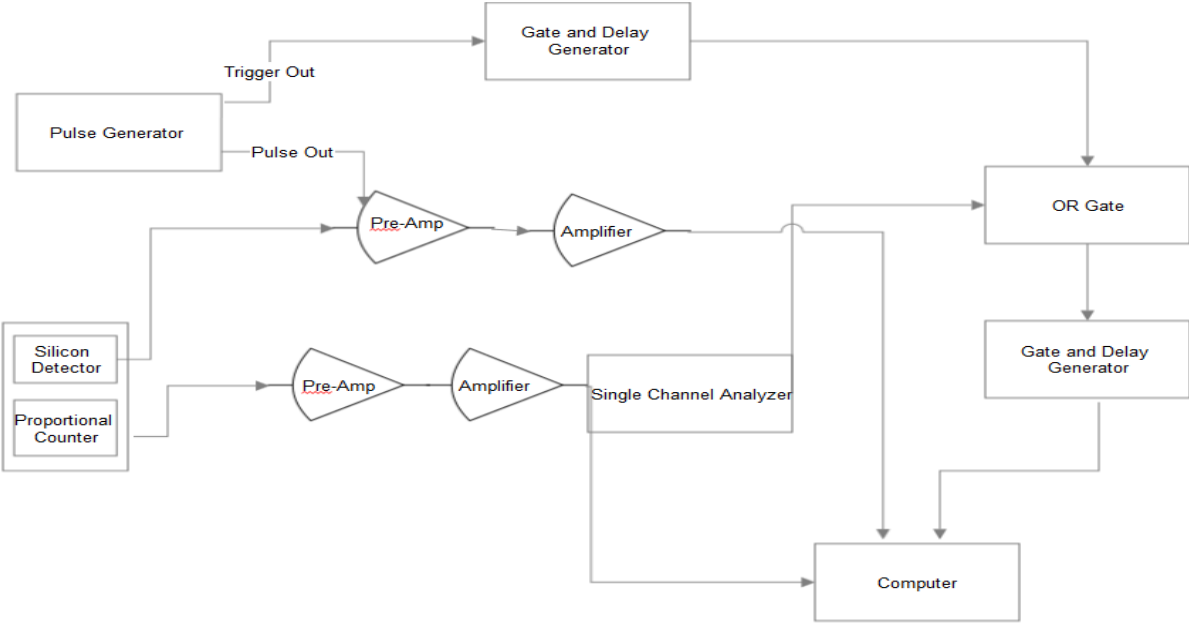 Gate and Delay
Generator
Trigger Out
Pulse Generator
Pulse Out
OR Gate
Pre-Amp
Amplifier
Silicon
Detector
Gate and Delay
Generator
Pre-Amp
Amplifier
Single Channel Analyzer
Proportional
Counter
Computer